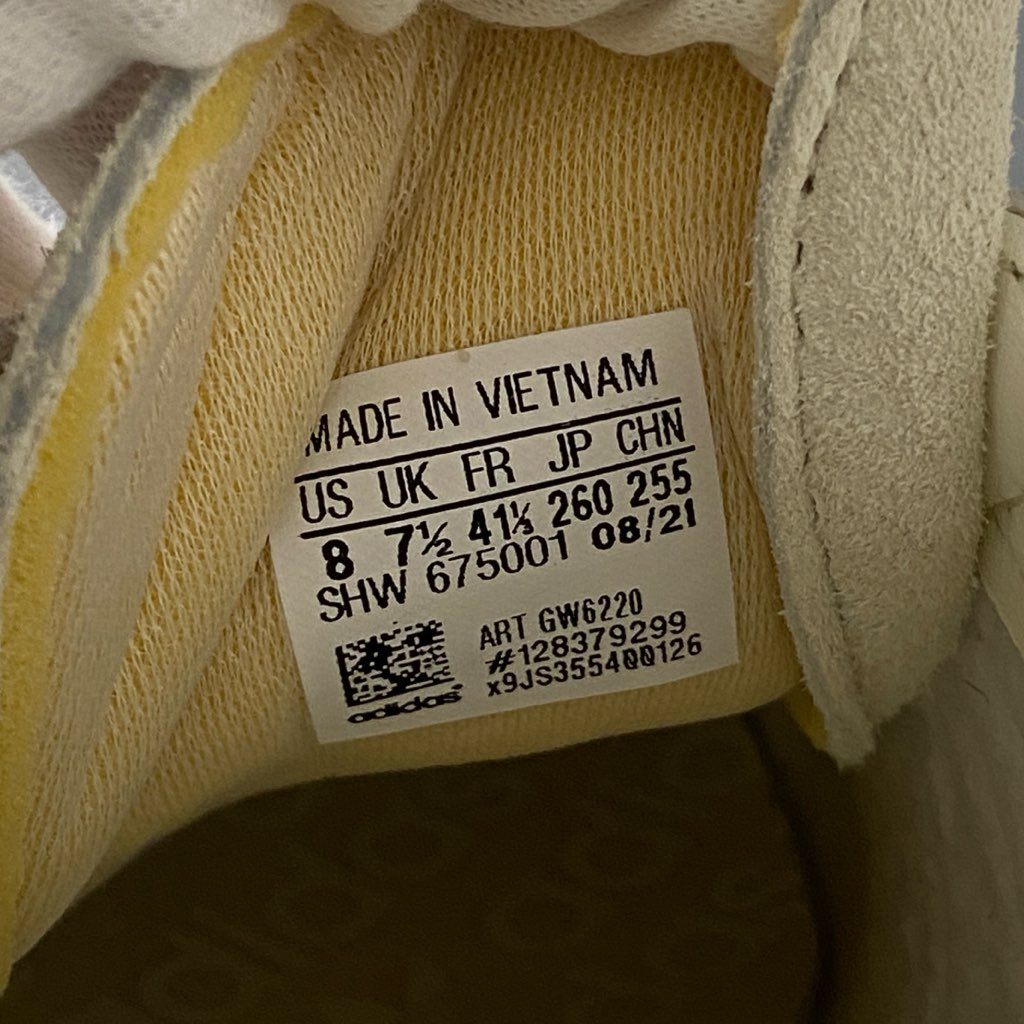 MADE IN VIETNAM
US UK FR JP CHN
8 7½ 41⅓ 260 255
SHW 675001 08/21
ART GW6220
#128379299
x9JS355400126
adidas